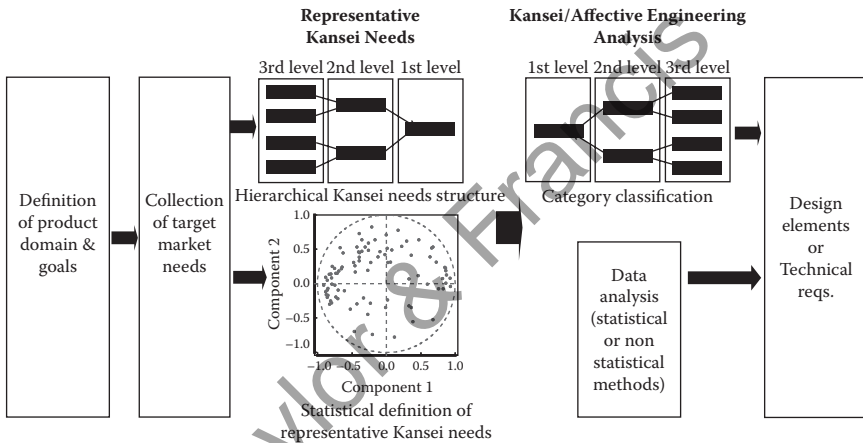 Representative
Kansei Needs
Kansei/Affective Engineering
Analysis
3rd level 2nd level 1st level
1st level 2nd level 3rd level
Definition
of product
domain &
goals
Collection
of target
market
needs
Hierarchical Kansei needs structure
Category classification
1.0
0.5
0.0
−0.5
−1.0
Component 2
−1.0 −0.5 0.0 0.5 1.0
Component 1
Statistical definition of
representative Kansei needs
Data
analysis
(statistical
or non
statistical
methods)
Design
elements
or
Technical
reqs.
ylor & Francis